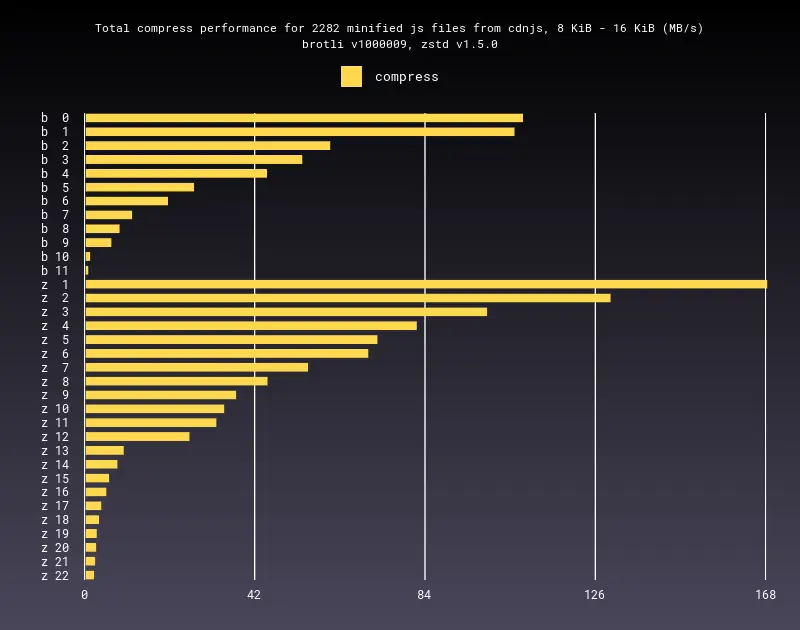 Total compress performance for 2282 minified js files from cdnjs, 8 KiB - 16 KiB (MB/s)
brotli v1000009, zstd v1.5.0
compress
b 0
b 1
b 2
b 3
b 4
b 5
b 6
b 7
b 8
b 9
b 10
b 11
z 1
z 2
z 3
z 4
z 5
z 6
z 7
z 8
z 9
z 10
z 11
z 12
z 13
z 14
z 15
z 16
z 17
z 18
z 19
z 20
z 21
z 22
0 42 84 126 168